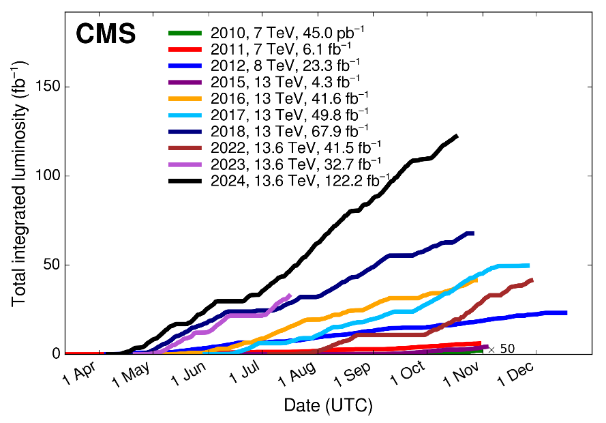 CMS
2010, 7 TeV, 45.0 pb⁻¹
2011, 7 TeV, 6.1 fb⁻¹
2012, 8 TeV, 23.3 fb⁻¹
2015, 13 TeV, 4.3 fb⁻¹
2016, 13 TeV, 41.6 fb⁻¹
2017, 13 TeV, 49.8 fb⁻¹
2018, 13 TeV, 67.9 fb⁻¹
2022, 13.6 TeV, 41.5 fb⁻¹
2023, 13.6 TeV, 32.7 fb⁻¹
2024, 13.6 TeV, 122.2 fb⁻¹
Total integrated luminosity (fb⁻¹)
150
100
50
0
× 50
1 Apr
1 May
1 Jun
1 Jul
1 Aug
1 Sep
1 Oct
1 Nov
1 Dec
Date (UTC)